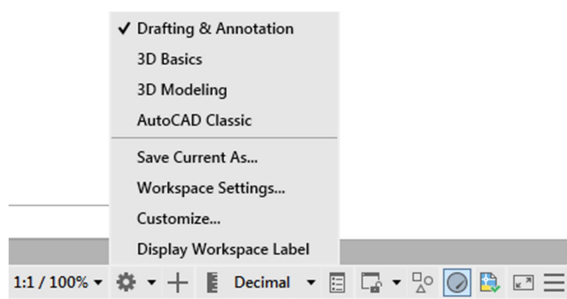 Drafting & Annotation
3D Basics
3D Modeling
AutoCAD Classic
Save Current As...
Workspace Settings...
Customize...
Display Workspace Label
1:1 / 100% Decimal